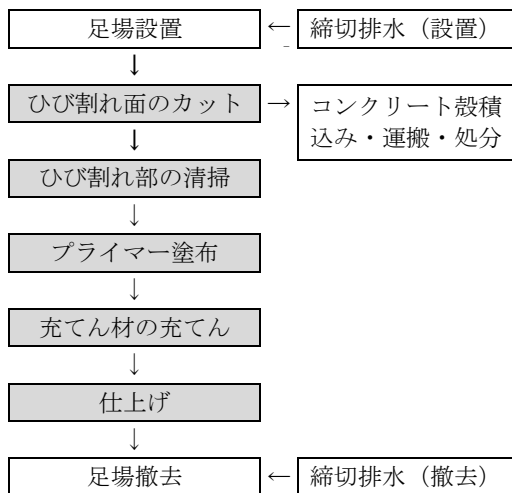 足場設置 ← 締切排水（設置）
↓
ひび割れ面のカット → コンクリート殻積
込み・運搬・処分
↓
ひび割れ部の清掃
↓
プライマー塗布
↓
充てん材の充てん
↓
仕上げ
↓
足場撤去 ← 締切排水（撤去）